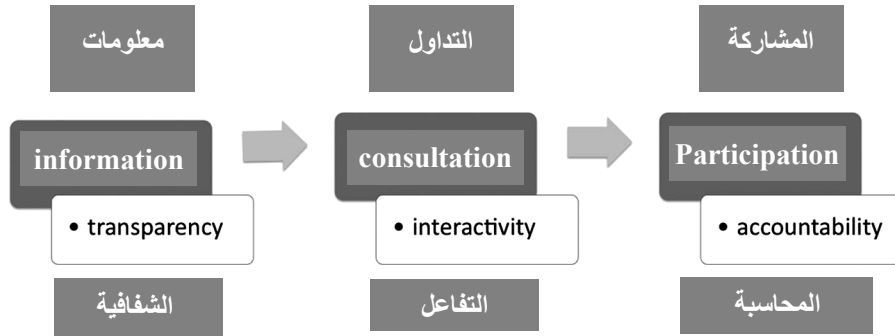 معلومات
التداول
المشاركة
information
consultation
Participation
• transparency
• interactivity
• accountability
الشفافية
التفاعل
المحاسبة